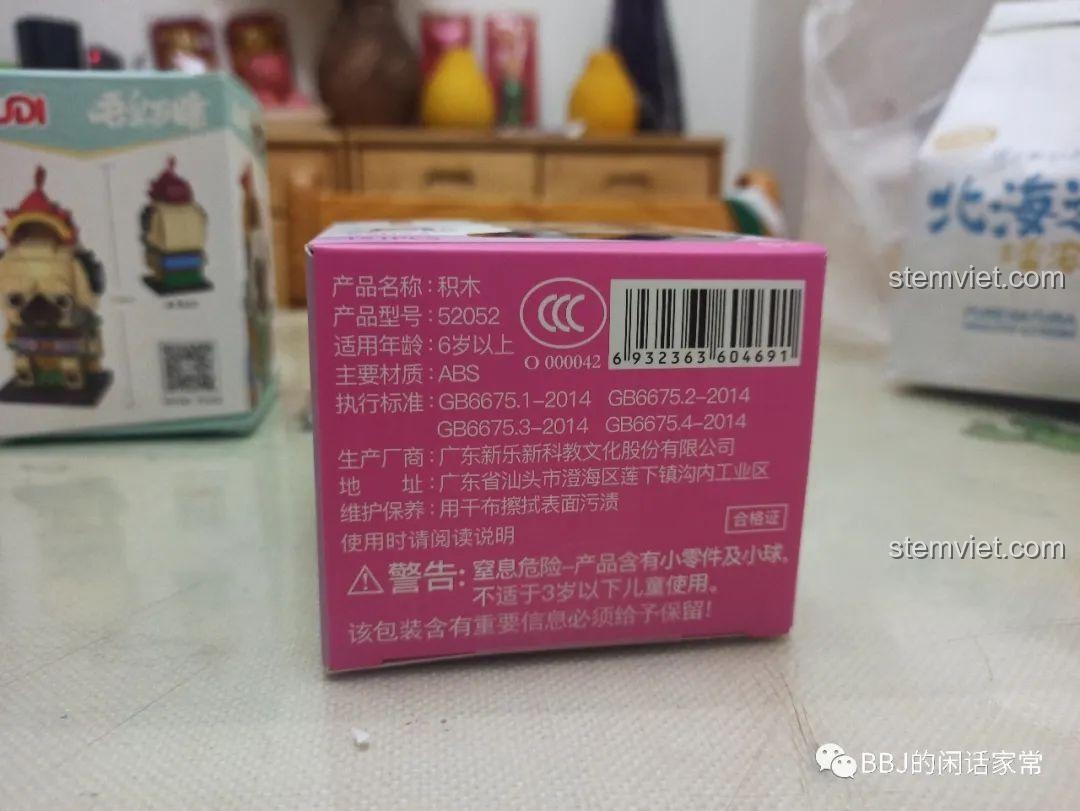 产品名称：积木
产品型号：52052
适用年龄：6岁以上
主要材质：ABS
执行标准：GB6675.1-2014 GB6675.2-2014
GB6675.3-2014 GB6675.4-2014
生产厂商：广东新乐新科教文化股份有限公司
地 址：广东省汕头市澄海区莲下镇沟内工业区
维护保养：用干布擦拭表面污渍
使用时请阅读说明
合格证
警告：窒息危险-产品含有小零件及小球，
不适于3岁以下儿童使用。
该包装含有重要信息必须给予保留！
CCC
O 000042
6 932363 604691
北海道
stemviet.com
stemviet.com
BBJ的闲话家常